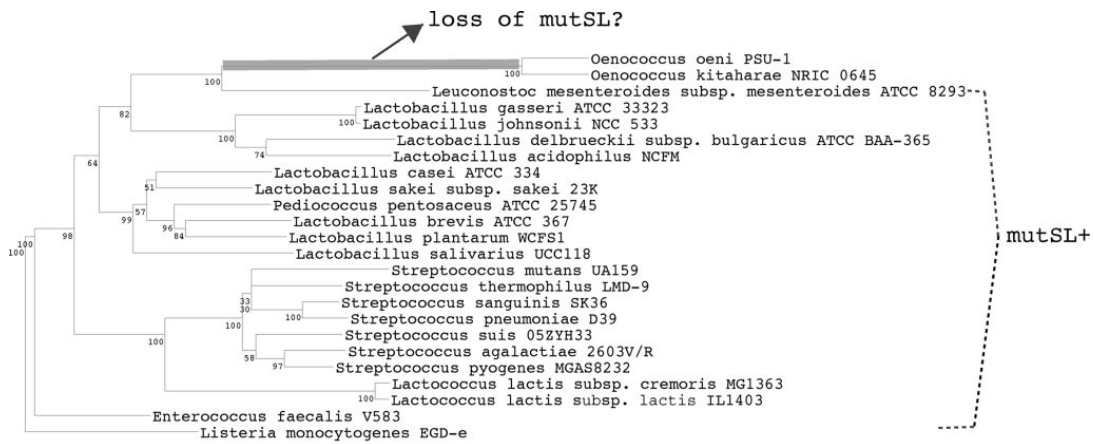 loss of mutSL?
Oenococcus oeni PSU-1
100
Oenococcus kitaharae NRIC 0645
100
Leuconostoc mesenteroides subsp. mesenteroides ATCC 8293
82
Lactobacillus gasseri ATCC 33323
100
Lactobacillus johnsonii NCC 533
100
Lactobacillus delbrueckii subsp. bulgaricus ATCC BAA-365
74
Lactobacillus acidophilus NCFM
64
Lactobacillus casei ATCC 334
51
Lactobacillus sakei subsp. sakei 23K
57
Pediococcus pentosaceus ATCC 25745
99
Lactobacillus brevis ATCC 367
96
84
Lactobacillus plantarum WCFS1
mutSL+
98
100
100
Lactobacillus salivarius UCC118
Streptococcus mutans UA159
Streptococcus thermophilus LMD-9
33
30
Streptococcus sanguinis SK36
100
100
Streptococcus pneumoniae D39
100
Streptococcus suis 05ZYH33
58
Streptococcus agalactiae 2603V/R
97
Streptococcus pyogenes MGAS8232
Lactococcus lactis subsp. cremoris MG1363
100
Lactococcus lactis subsp. lactis IL1403
Enterococcus faecalis V583
Listeria monocytogenes EGD-e